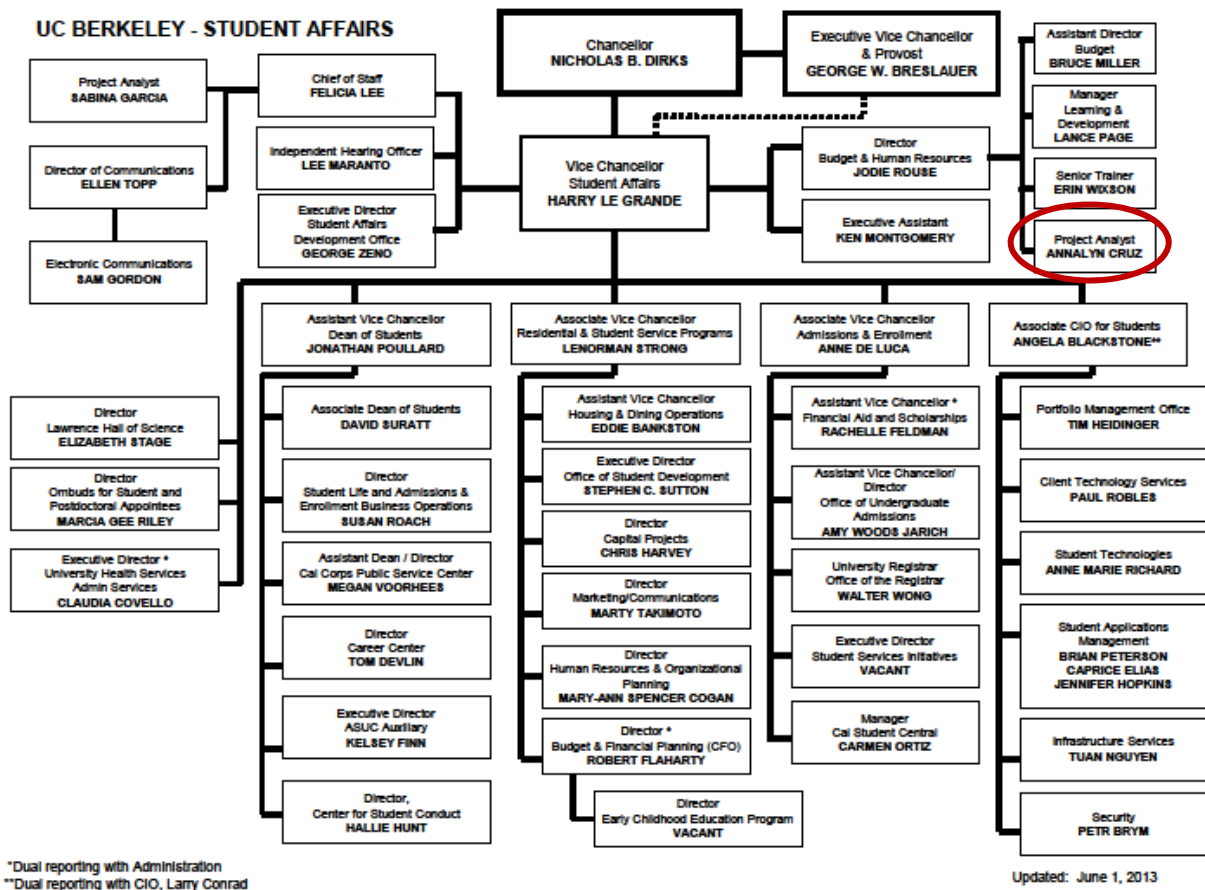 UC BERKELEY - STUDENT AFFAIRS
Chancellor
NICHOLAS B. DIRKS
Executive Vice Chancellor
& Provost
GEORGE W. BRESLAUER
Assistant Director
Budget
BRUCE MILLER
Project Analyst
SABINA GARCIA
Chief of Staff
FELICIA LEE
Manager
Learning &
Development
LANCE PAGE
Independent Hearing Officer
LEE MARANTO
Vice Chancellor
Student Affairs
HARRY LE GRANDE
Director
Budget & Human Resources
JODIE ROUSE
Director of Communications
ELLEN TOPP
Senior Trainer
ERIN WIXSON
Executive Director
Student Affairs
Development Office
GEORGE ZENO
Executive Assistant
KEN MONTGOMERY
Project Analyst
ANNALYN CRUZ
Electronic Communications
SAM GORDON
Assistant Vice Chancellor
Dean of Students
JONATHAN POULLARD
Associate Vice Chancellor
Residential & Student Service Programs
LENORMAN STRONG
Associate Vice Chancellor
Admissions & Enrollment
ANNE DE LUCA
Associate CIO for Students
ANGELA BLACKSTONE**
Director
Lawrence Hall of Science
ELIZABETH STAGE
Director
Ombuds for Student and
Postdoctoral Appointees
MARCIA GEE RILEY
Executive Director *
University Health Services
Admin Services
CLAUDIA COVELLO
Associate Dean of Students
DAVID SURATT
Director
Student Life and Admissions &
Enrollment Business Operations
SUSAN ROACH
Assistant Dean / Director
Cal Corps Public Service Center
MEGAN VOORHEES
Director
Career Center
TOM DEVLIN
Executive Director
ASUC Auxiliary
KELSEY FINN
Director,
Center for Student Conduct
HALLIE HUNT
Assistant Vice Chancellor
Housing & Dining Operations
EDDIE BANKSTON
Executive Director
Office of Student Development
STEPHEN C. SUTTON
Director
Capital Projects
CHRIS HARVEY
Director
Marketing/Communications
MARTY TAKIMOTO
Director
Human Resources & Organizational
Planning
MARY-ANN SPENCER COGAN
Director *
Budget & Financial Planning (CFO)
ROBERT FLAHARTY
Director
Early Childhood Education Program
VACANT
Assistant Vice Chancellor *
Financial Aid and Scholarships
RACHELLE FELDMAN
Assistant Vice Chancellor/
Director
Office of Undergraduate
Admissions
AMY WOODS JARICH
University Registrar
Office of the Registrar
WALTER WONG
Executive Director
Student Services Initiatives
VACANT
Manager
Cal Student Central
CARMEN ORTIZ
Portfolio Management Office
TIM HEIDINGER
Client Technology Services
PAUL ROBLES
Student Technologies
ANNE MARIE RICHARD
Student Applications
Management
BRIAN PETERSON
CAPRICE ELIAS
JENNIFER HOPKINS
Infrastructure Services
TUAN NGUYEN
Security
PETR BRYM
*Dual reporting with Administration
**Dual reporting with CIO, Larry Conrad
Updated: June 1, 2013